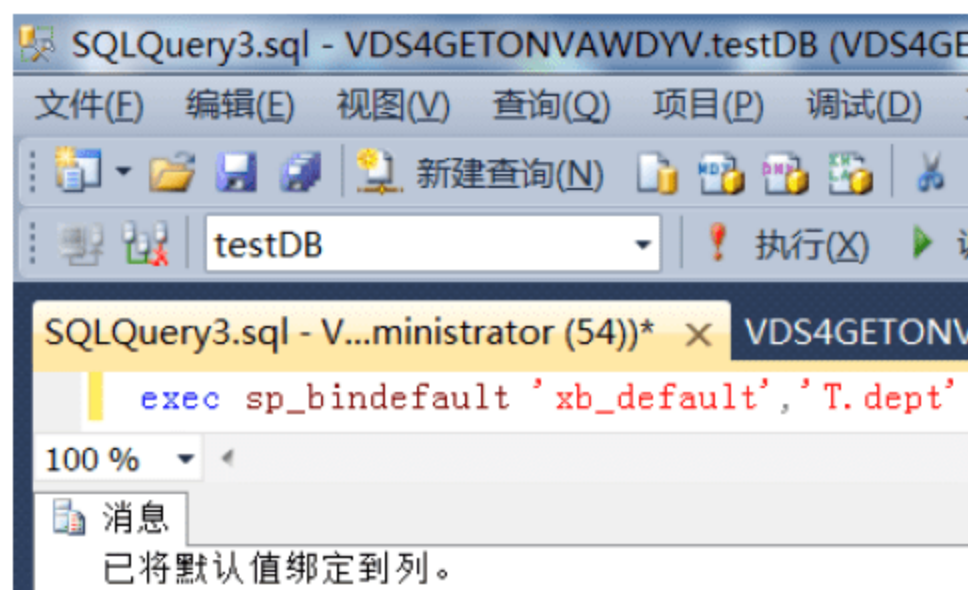 SQLQuery3.sql - VDS4GETONVAWDYV.testDB (VDS4GE
文件(F) 编辑(E) 视图(V) 查询(Q) 项目(P) 调试(D)
新建查询(N)
testDB 执行(X)
SQLQuery3.sql - V...ministrator (54))* VDS4GETONV
exec sp_bindefault 'xb_default','T.dept'
100 %
消息
已将默认值绑定到列。